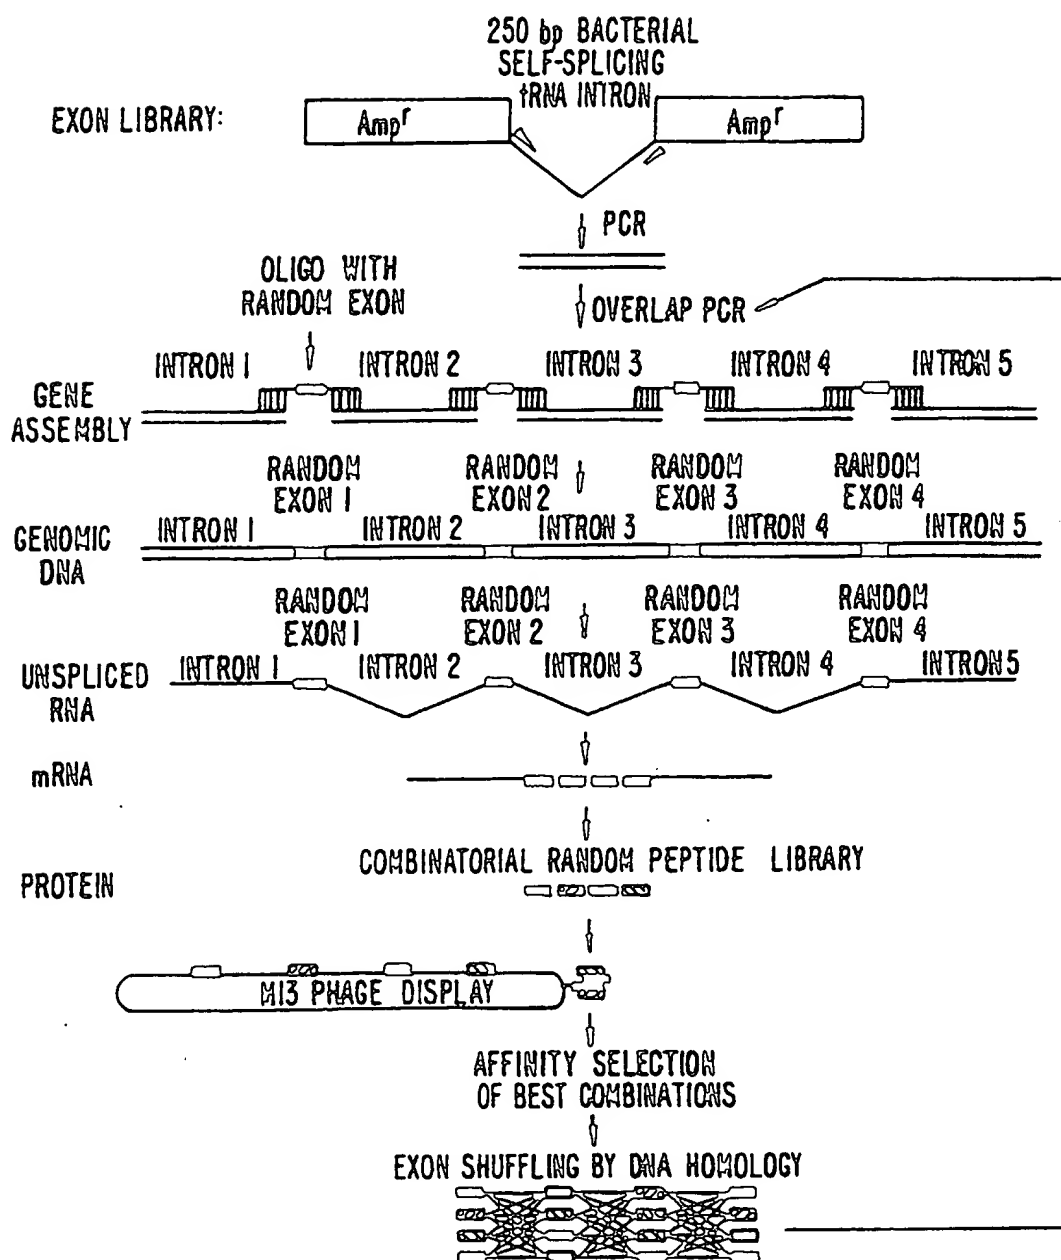 250 bp BACTERIAL
SELF-SPLICING
tRNA INTRON
EXON LIBRARY:
Ampr
Ampr
PCR
OLIGO WITH
RANDOM EXON
OVERLAP PCR
INTRON 1
INTRON 2
INTRON 3
INTRON 4
INTRON 5
GENE
ASSEMBLY
RANDOM
EXON 1
RANDOM
EXON 2
RANDOM
EXON 3
RANDOM
EXON 4
INTRON 1
INTRON 2
INTRON 3
INTRON 4
INTRON 5
GENOMIC
DNA
RANDOM
EXON 1
RANDOM
EXON 2
RANDOM
EXON 3
RANDOM
EXON 4
INTRON 1
INTRON 2
INTRON 3
INTRON 4
INTRON 5
UNSPLICED
RNA
mRNA
COMBINATORIAL RANDOM PEPTIDE LIBRARY
PROTEIN
M13 PHAGE DISPLAY
AFFINITY SELECTION
OF BEST COMBINATIONS
EXON SHUFFLING BY DNA HOMOLOGY